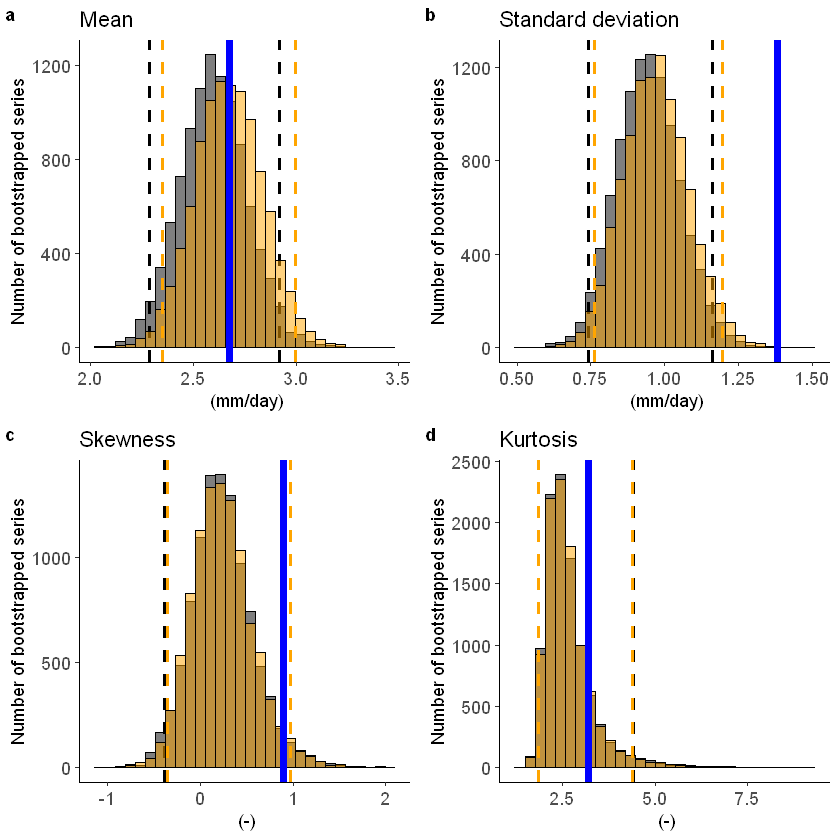 a Mean
Number of bootstrapped series
1200
800
400
0
2.0 2.5 3.0 3.5
(mm/day)
b Standard deviation
Number of bootstrapped series
1200
800
400
0
0.50 0.75 1.00 1.25 1.50
(mm/day)
c Skewness
Number of bootstrapped series
1000
500
0
-1 0 1 2
(-)
d Kurtosis
Number of bootstrapped series
2500
2000
1500
1000
500
0
2.5 5.0 7.5
(-)